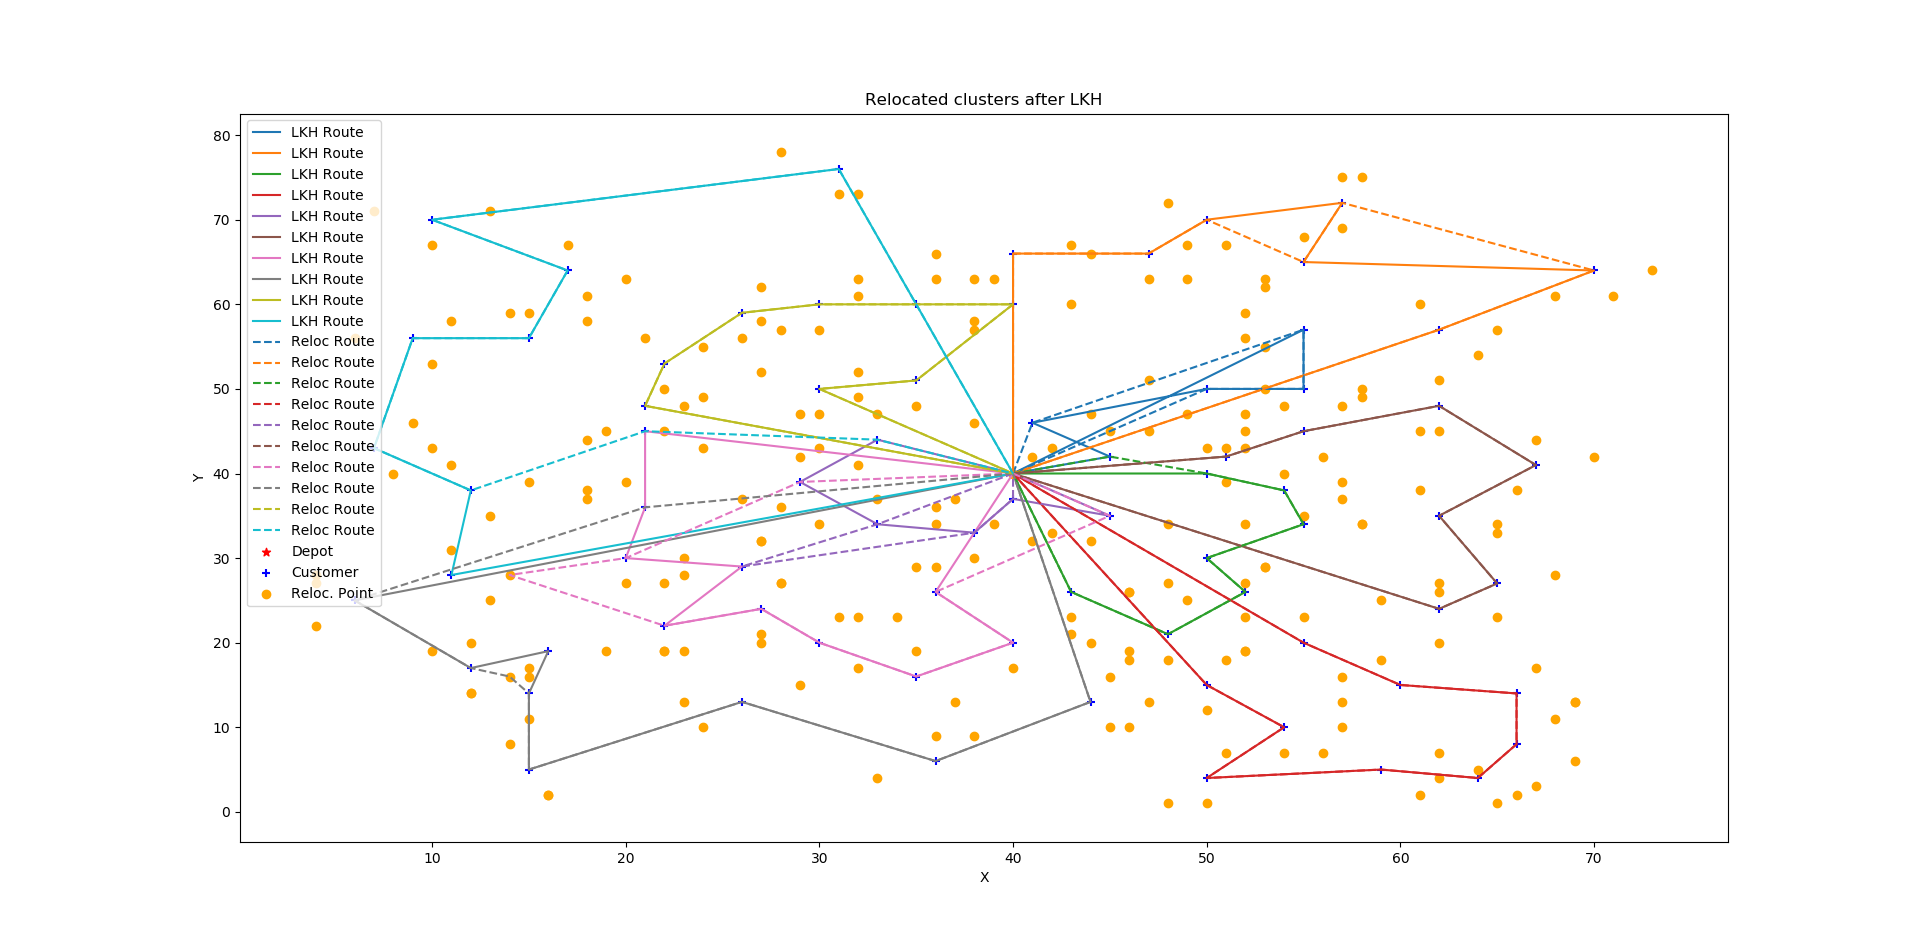 Relocated clusters after LKH
LKH Route
LKH Route
LKH Route
LKH Route
LKH Route
LKH Route
LKH Route
LKH Route
LKH Route
LKH Route
Reloc Route
Reloc Route
Reloc Route
Reloc Route
Reloc Route
Reloc Route
Reloc Route
Reloc Route
Reloc Route
Reloc Route
Depot
Customer
Reloc. Point
80
70
60
50
40
30
20
10
0
Y
10 20 30 40 50 60 70
X